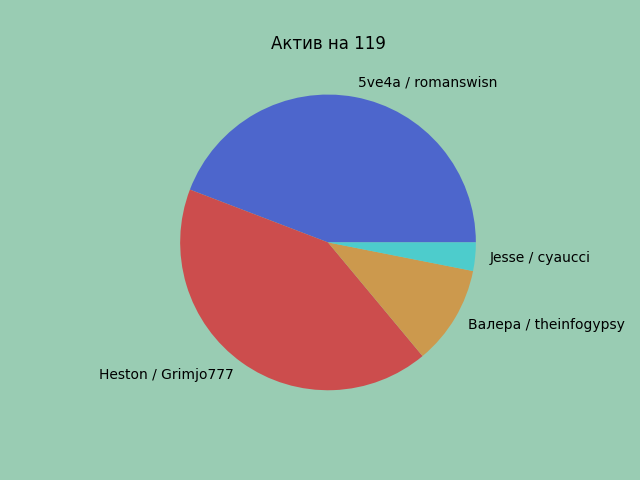 Актив на 119
5ve4a / romanswisn
Jesse / cyaucci
Валера / theinfogypsy
Heston / Grimjo777